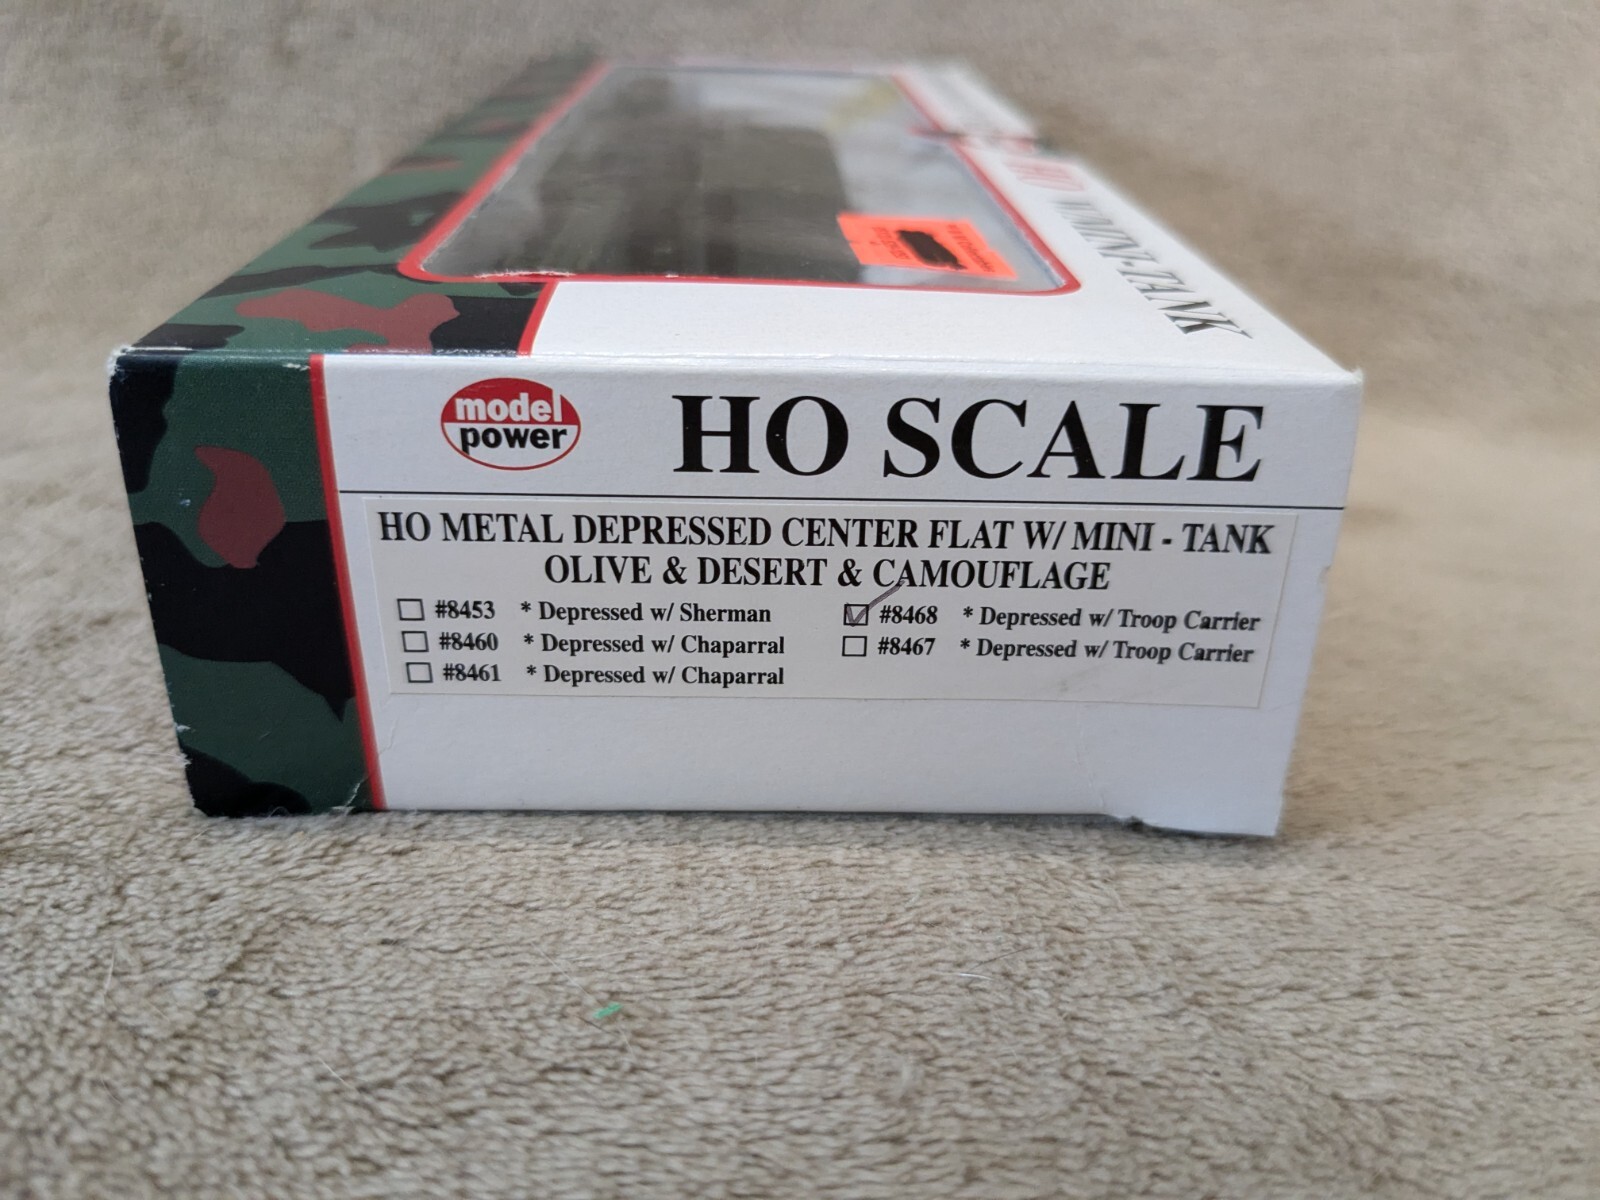 HO MINI-TANK
model
power
HO SCALE
HO METAL DEPRESSED CENTER FLAT W/ MINI - TANK
OLIVE & DESERT & CAMOUFLAGE
#8453 * Depressed w/ Sherman
#8460 * Depressed w/ Chaparral
#8461 * Depressed w/ Chaparral
#8468 * Depressed w/ Troop Carrier
#8467 * Depressed w/ Troop Carrier